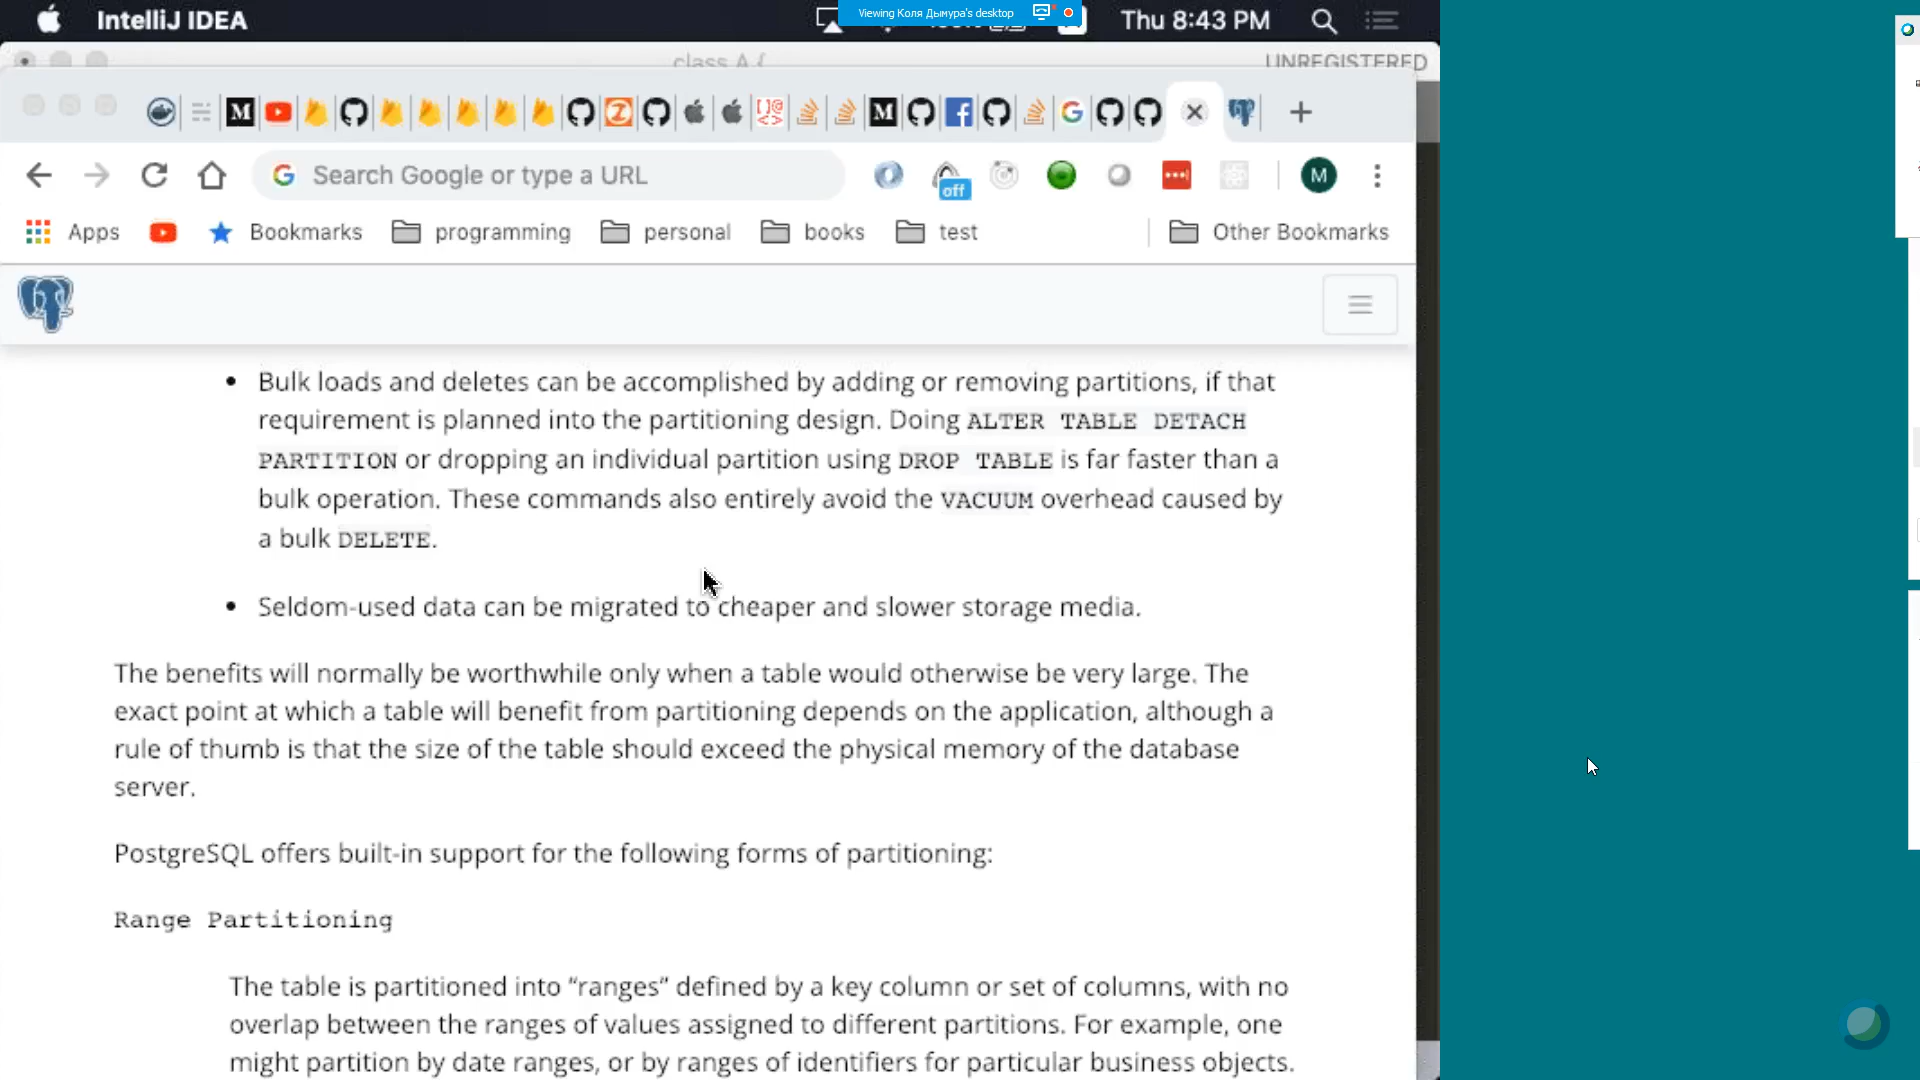 IntelliJ IDEA
Viewing Коля Дымура's desktop
Thu 8:43 PM
class A {
UNREGISTERED
Search Google or type a URL
off
M
Apps
Bookmarks
programming
personal
books
test
Other Bookmarks
Bulk loads and deletes can be accomplished by adding or removing partitions, if that
requirement is planned into the partitioning design. Doing ALTER TABLE DETACH
PARTITION or dropping an individual partition using DROP TABLE is far faster than a
bulk operation. These commands also entirely avoid the VACUUM overhead caused by
a bulk DELETE.
Seldom-used data can be migrated to cheaper and slower storage media.
The benefits will normally be worthwhile only when a table would otherwise be very large. The
exact point at which a table will benefit from partitioning depends on the application, although a
rule of thumb is that the size of the table should exceed the physical memory of the database
server.
PostgreSQL offers built-in support for the following forms of partitioning:
Range Partitioning
The table is partitioned into “ranges” defined by a key column or set of columns, with no
overlap between the ranges of values assigned to different partitions. For example, one
might partition by date ranges, or by ranges of identifiers for particular business objects.